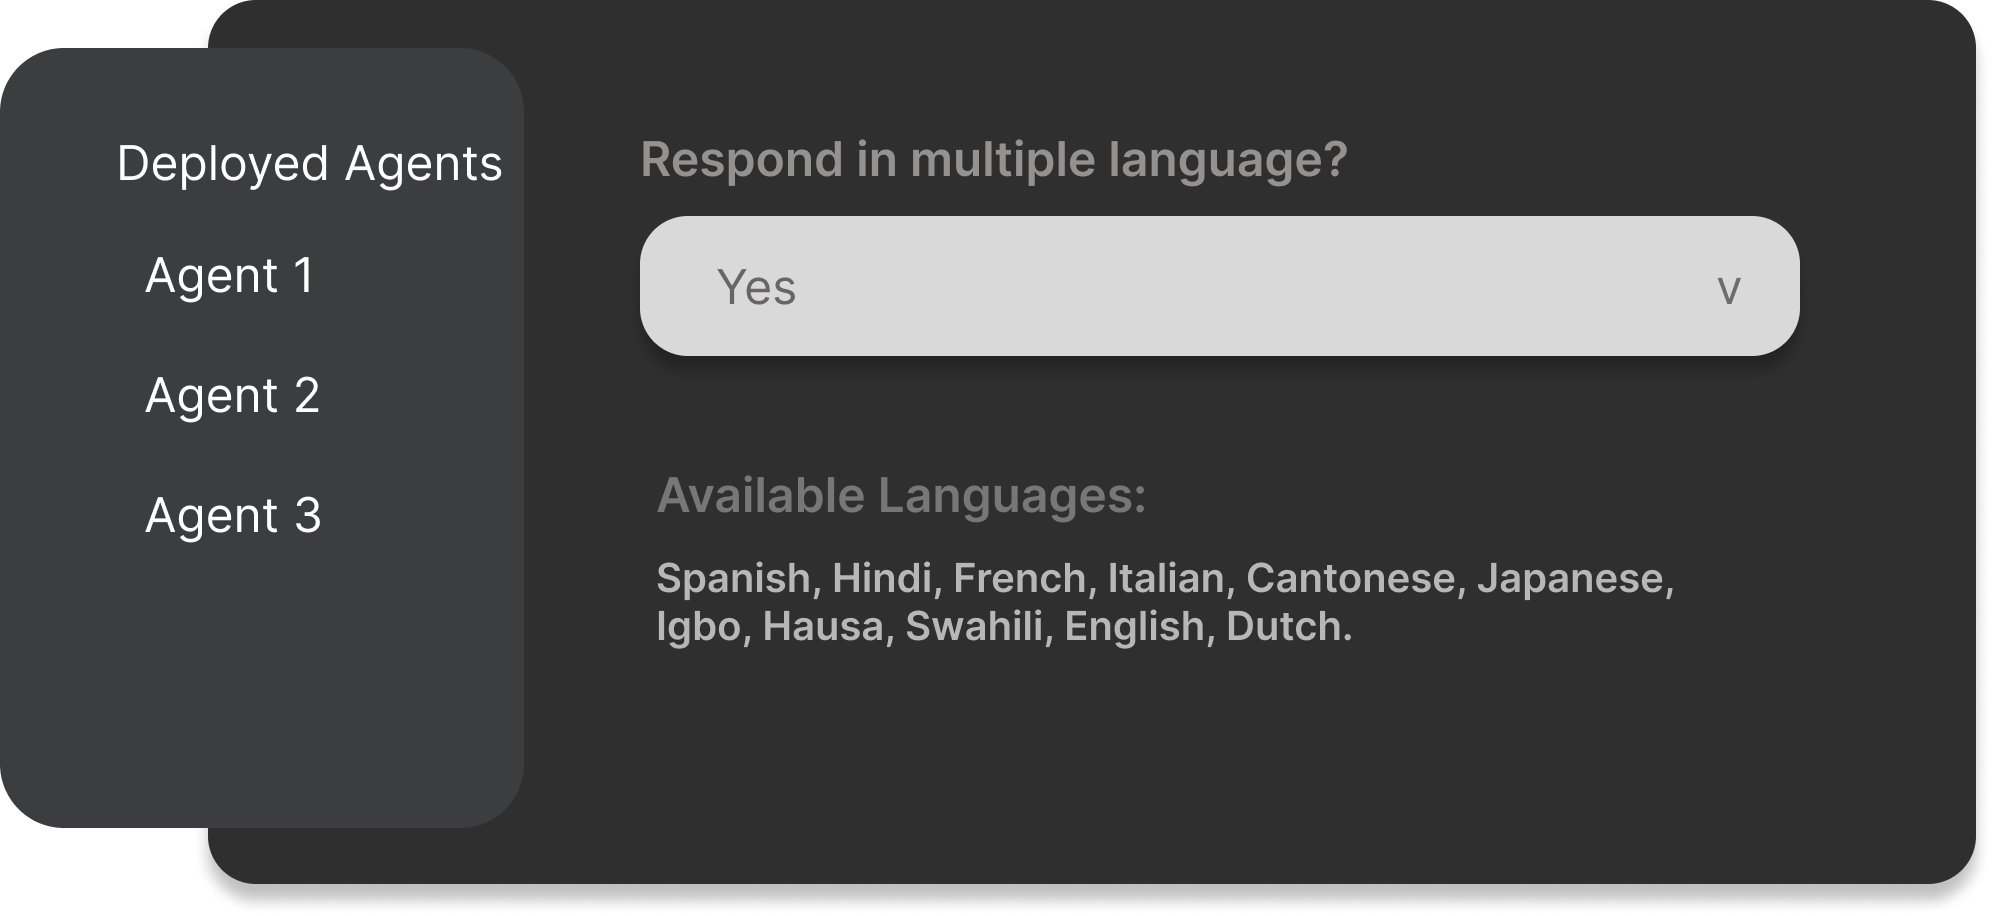 Deployed Agents
Agent 1
Agent 2
Agent 3
Respond in multiple language?
Yes
v
Available Languages:
Spanish, Hindi, French, Italian, Cantonese, Japanese,
Igbo, Hausa, Swahili, English, Dutch.